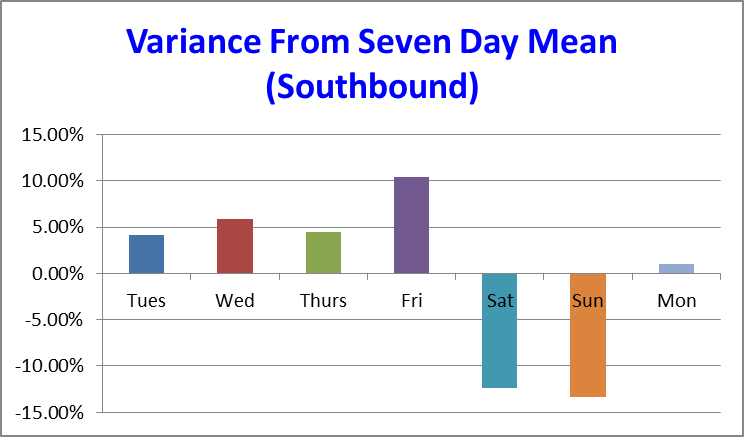 Variance From Seven Day Mean
(Southbound)
15.00%
10.00%
5.00%
0.00%
Tues Wed Thurs Fri Sat Sun Mon
-5.00%
-10.00%
-15.00%